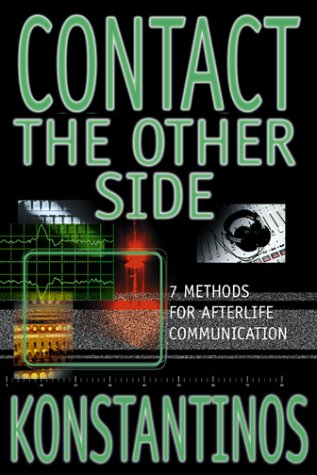 CONTACT
THE OTHER
SIDE
7 METHODS
FOR AFTERLIFE
COMMUNICATION
KONSTANTINOS